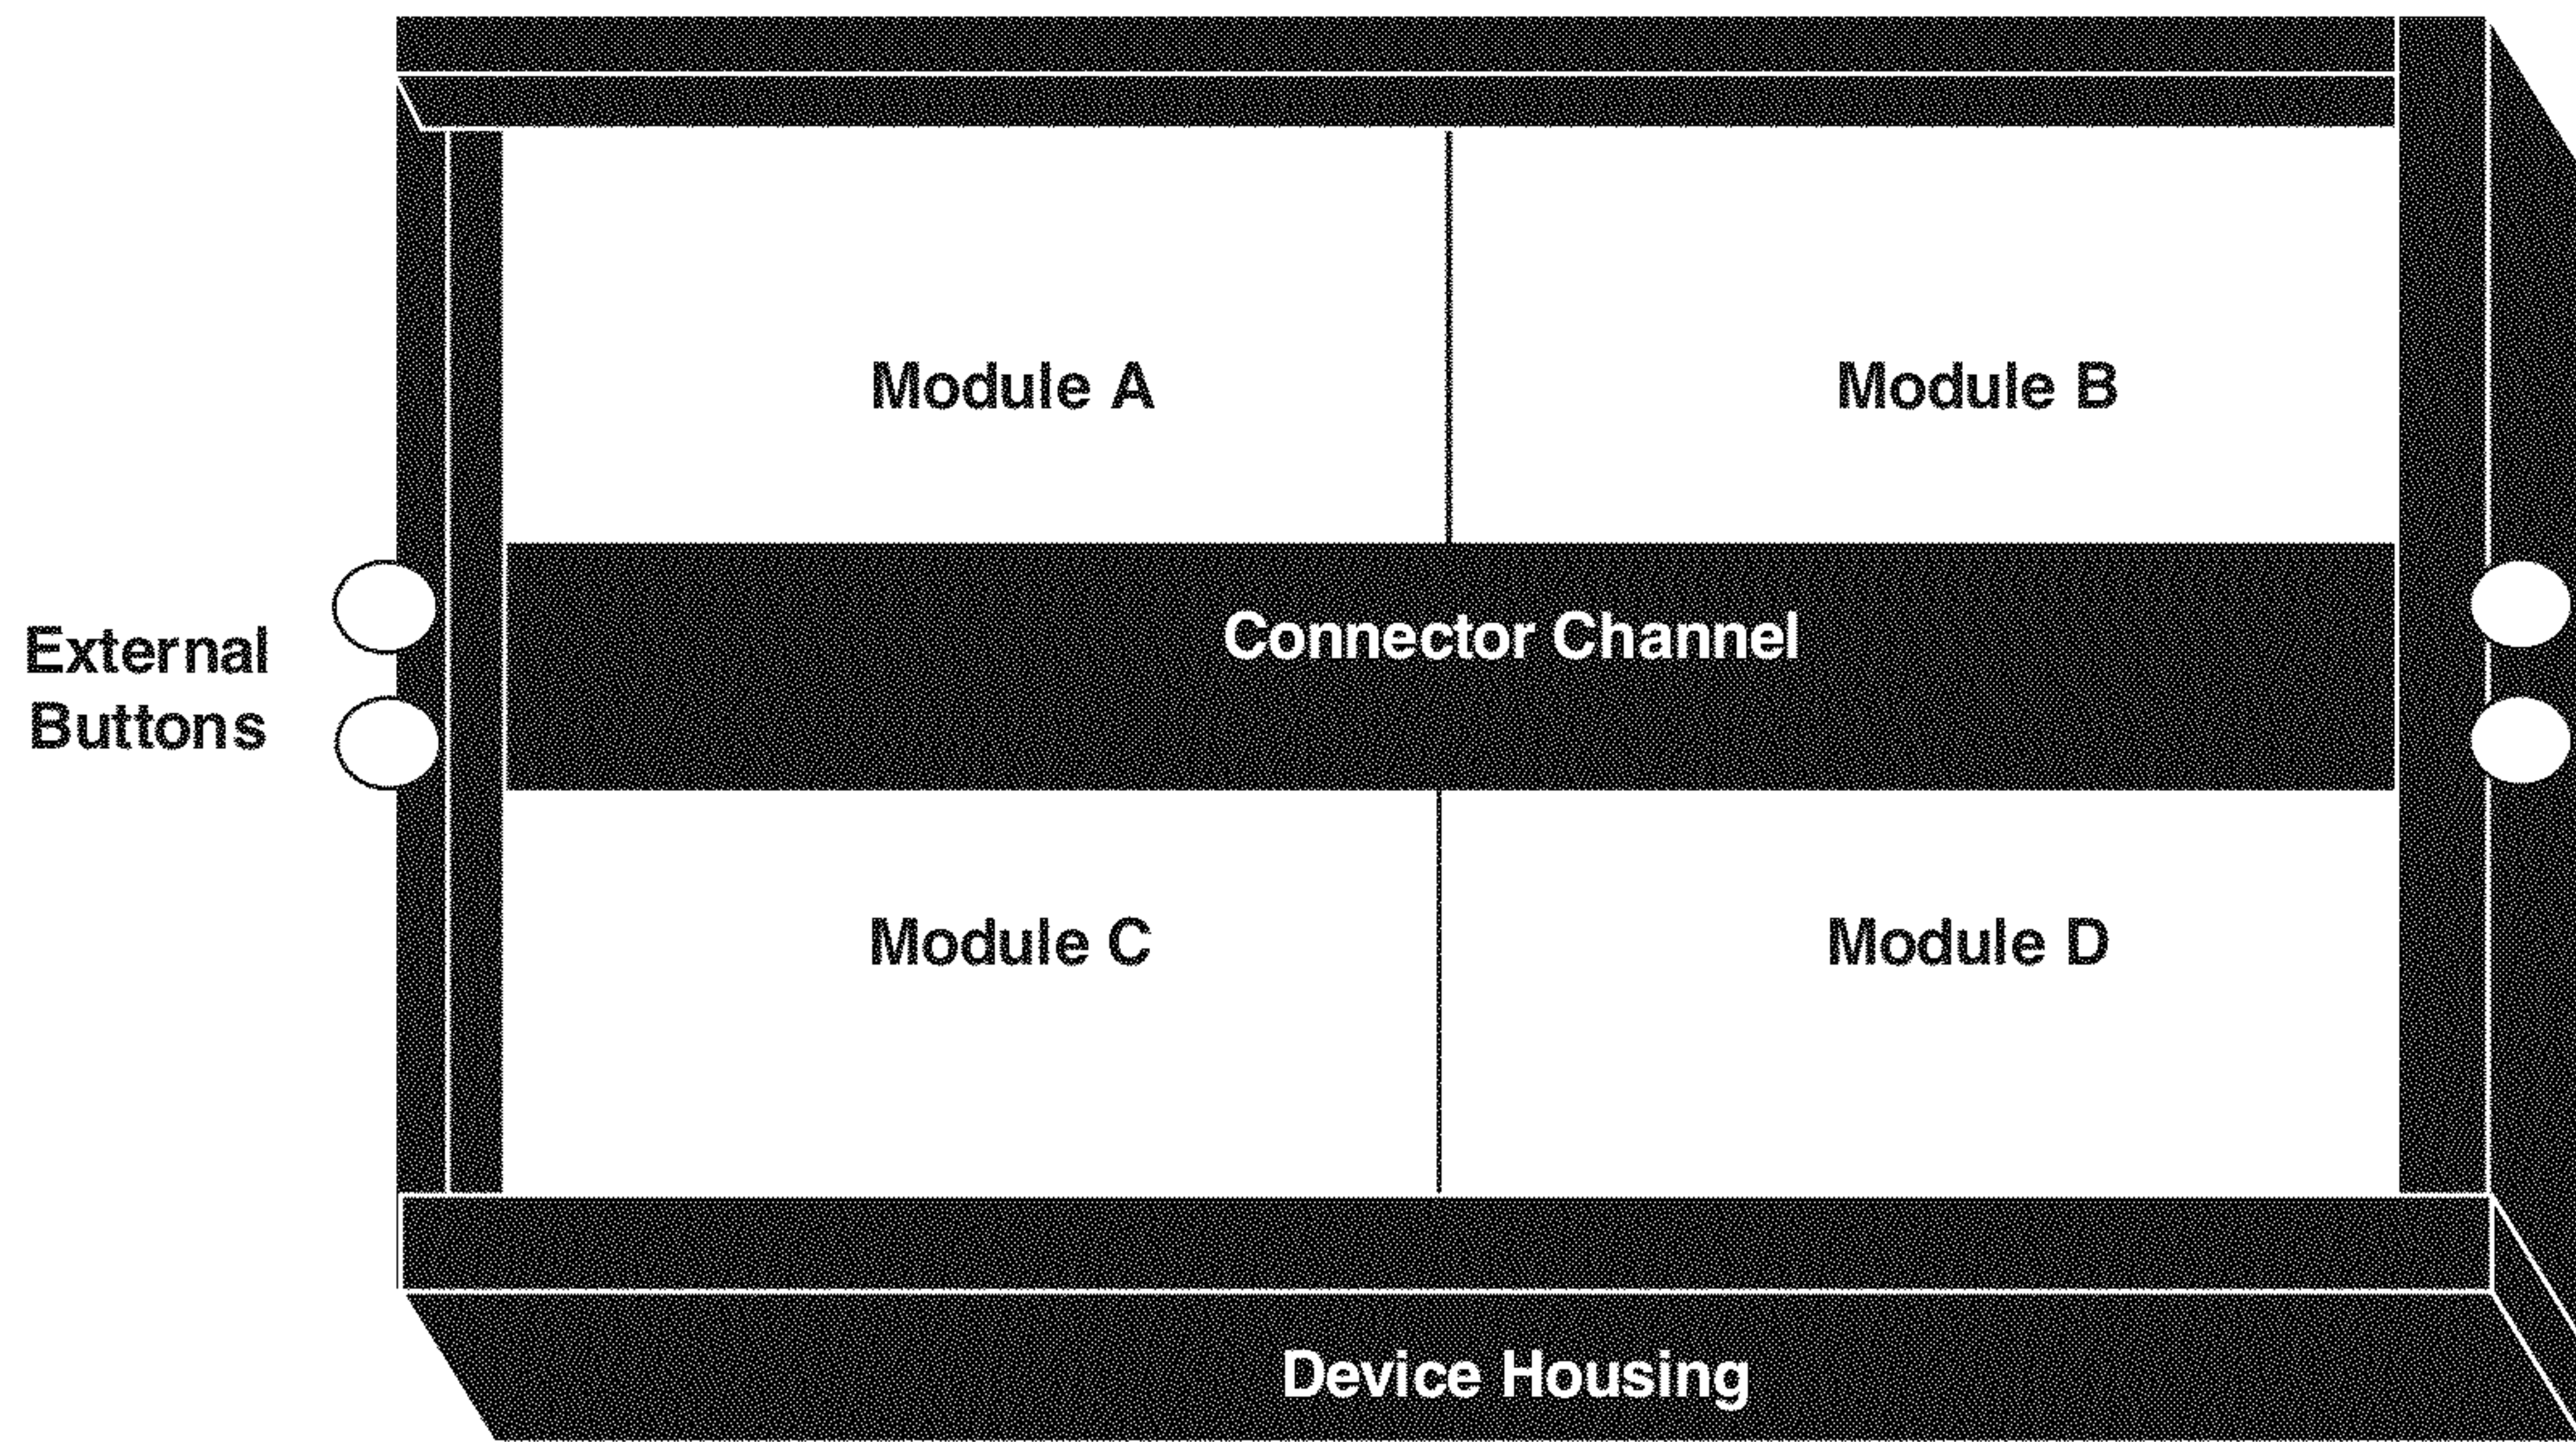 Module A
Module B
External
Buttons
Connector Channel
Module C
Module D
Device Housing